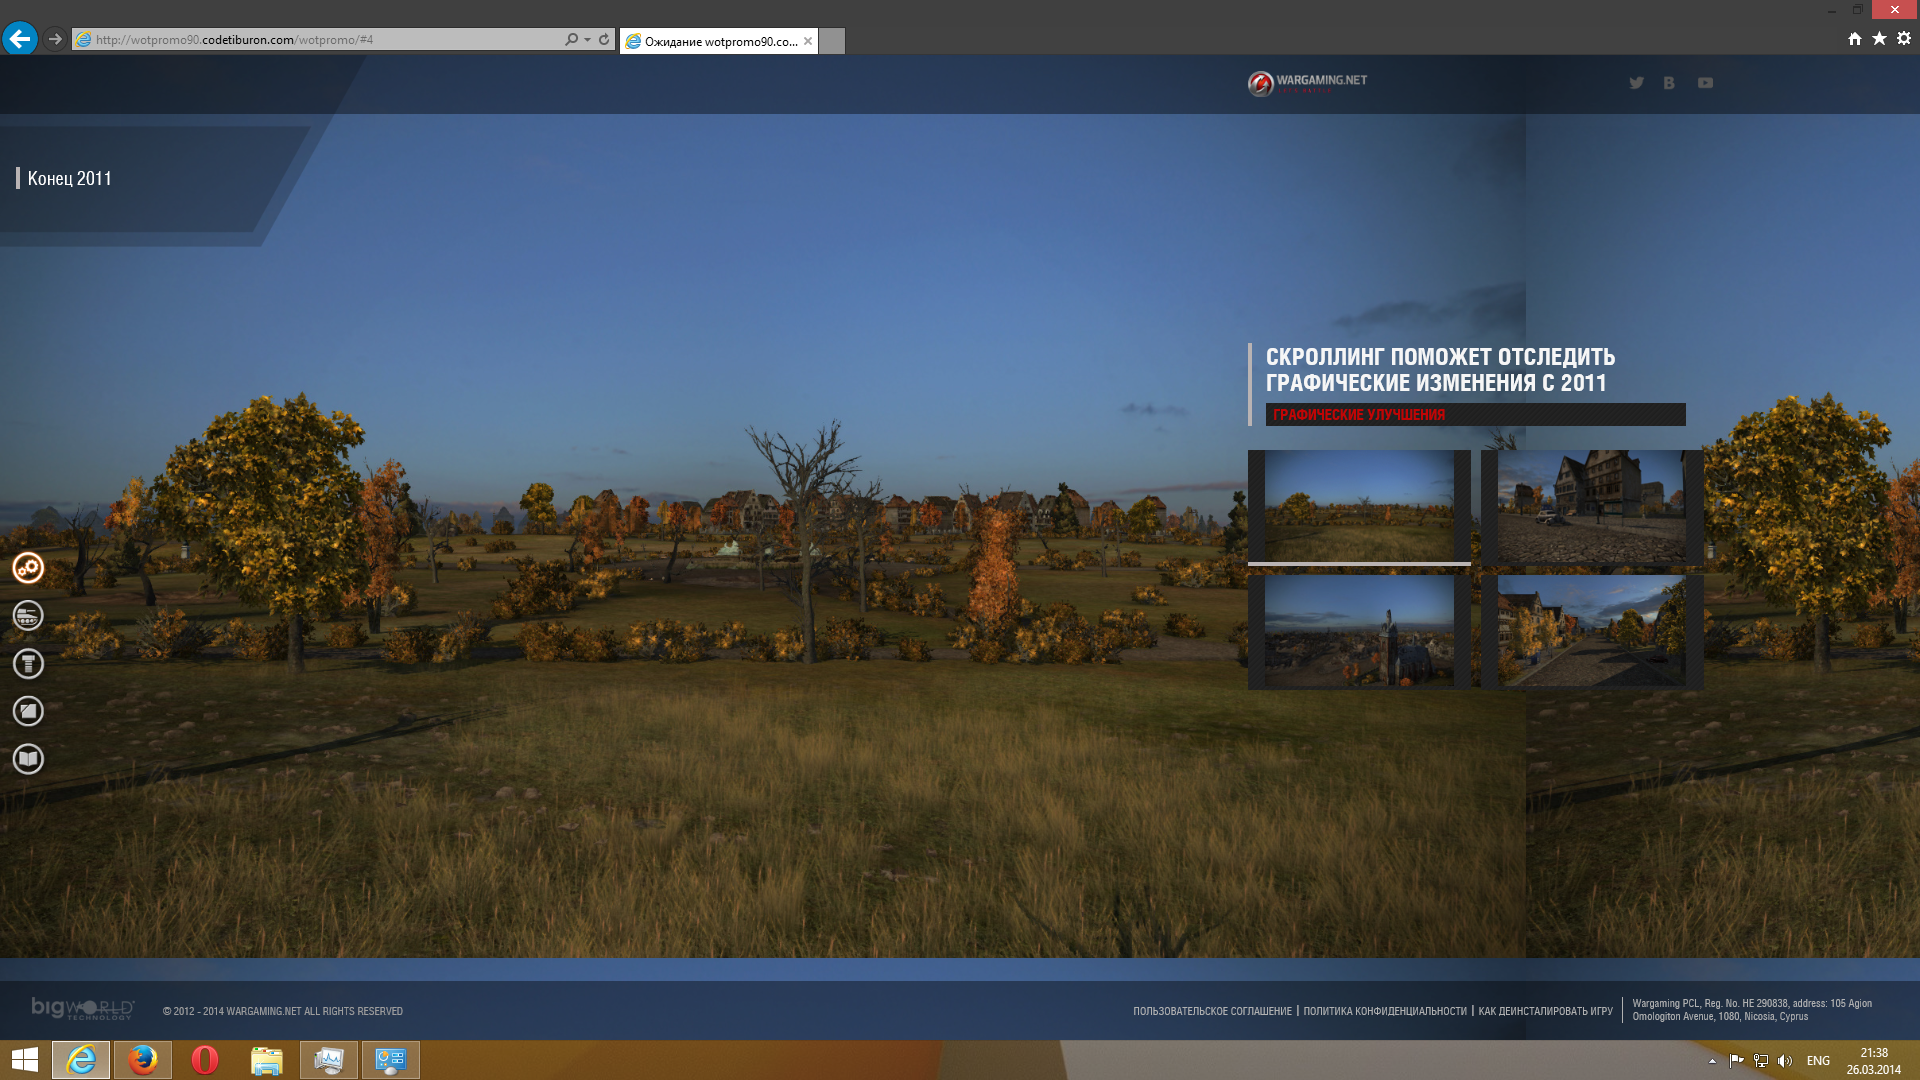 http://wotpromo90.codetiburon.com/wotpromo/#4
Ожидание wotpromo90.co...
WARGAMING.NET
Конец 2011
СКРОЛЛИНГ ПОМОЖЕТ ОТСЛЕДИТЬ
ГРАФИЧЕСКИЕ ИЗМЕНЕНИЯ С 2011
ГРАФИЧЕСКИЕ УЛУЧШЕНИЯ
bigWORLD
TECHNOLOGY
© 2012 - 2014 WARGAMING.NET ALL RIGHTS RESERVED
ПОЛЬЗОВАТЕЛЬСКОЕ СОГЛАШЕНИЕ | ПОЛИТИКА КОНФИДЕНЦИАЛЬНОСТИ | КАК ДЕИНСТАЛИРОВАТЬ ИГРУ
Wargaming PCL, Reg. No. HE 290838, address: 105 Agion
Omologiton Avenue, 1080, Nicosia, Cyprus
ENG
21:38
26.03.2014